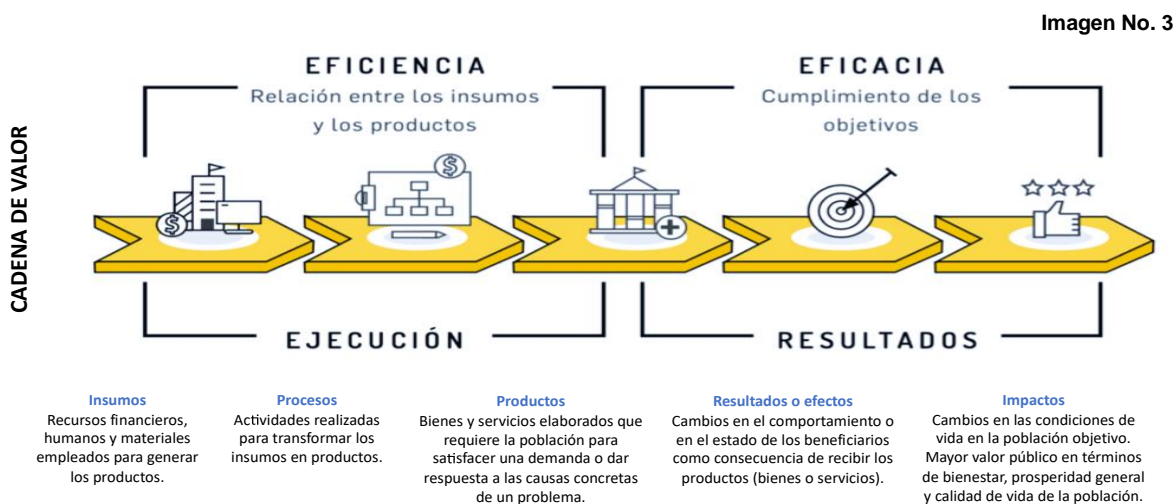 Imagen No. 3
CADENA DE VALOR
EFICIENCIA
Relación entre los insumos
y los productos
EFICACIA
Cumplimiento de los
objetivos
$
$
EJECUCIÓN
RESULTADOS
Insumos
Recursos financieros,
humanos y materiales
empleados para generar
los productos.
Procesos
Actividades realizadas
para transformar los
insumos en productos.
Productos
Bienes y servicios elaborados que
requiere la población para
satisfacer una demanda o dar
respuesta a las causas concretas
de un problema.
Resultados o efectos
Cambios en el comportamiento o
en el estado de los beneficiarios
como consecuencia de recibir los
productos (bienes o servicios).
Impactos
Cambios en las condiciones de
vida en la población objetivo.
Mayor valor público en términos
de bienestar, prosperidad general
y calidad de vida de la población.